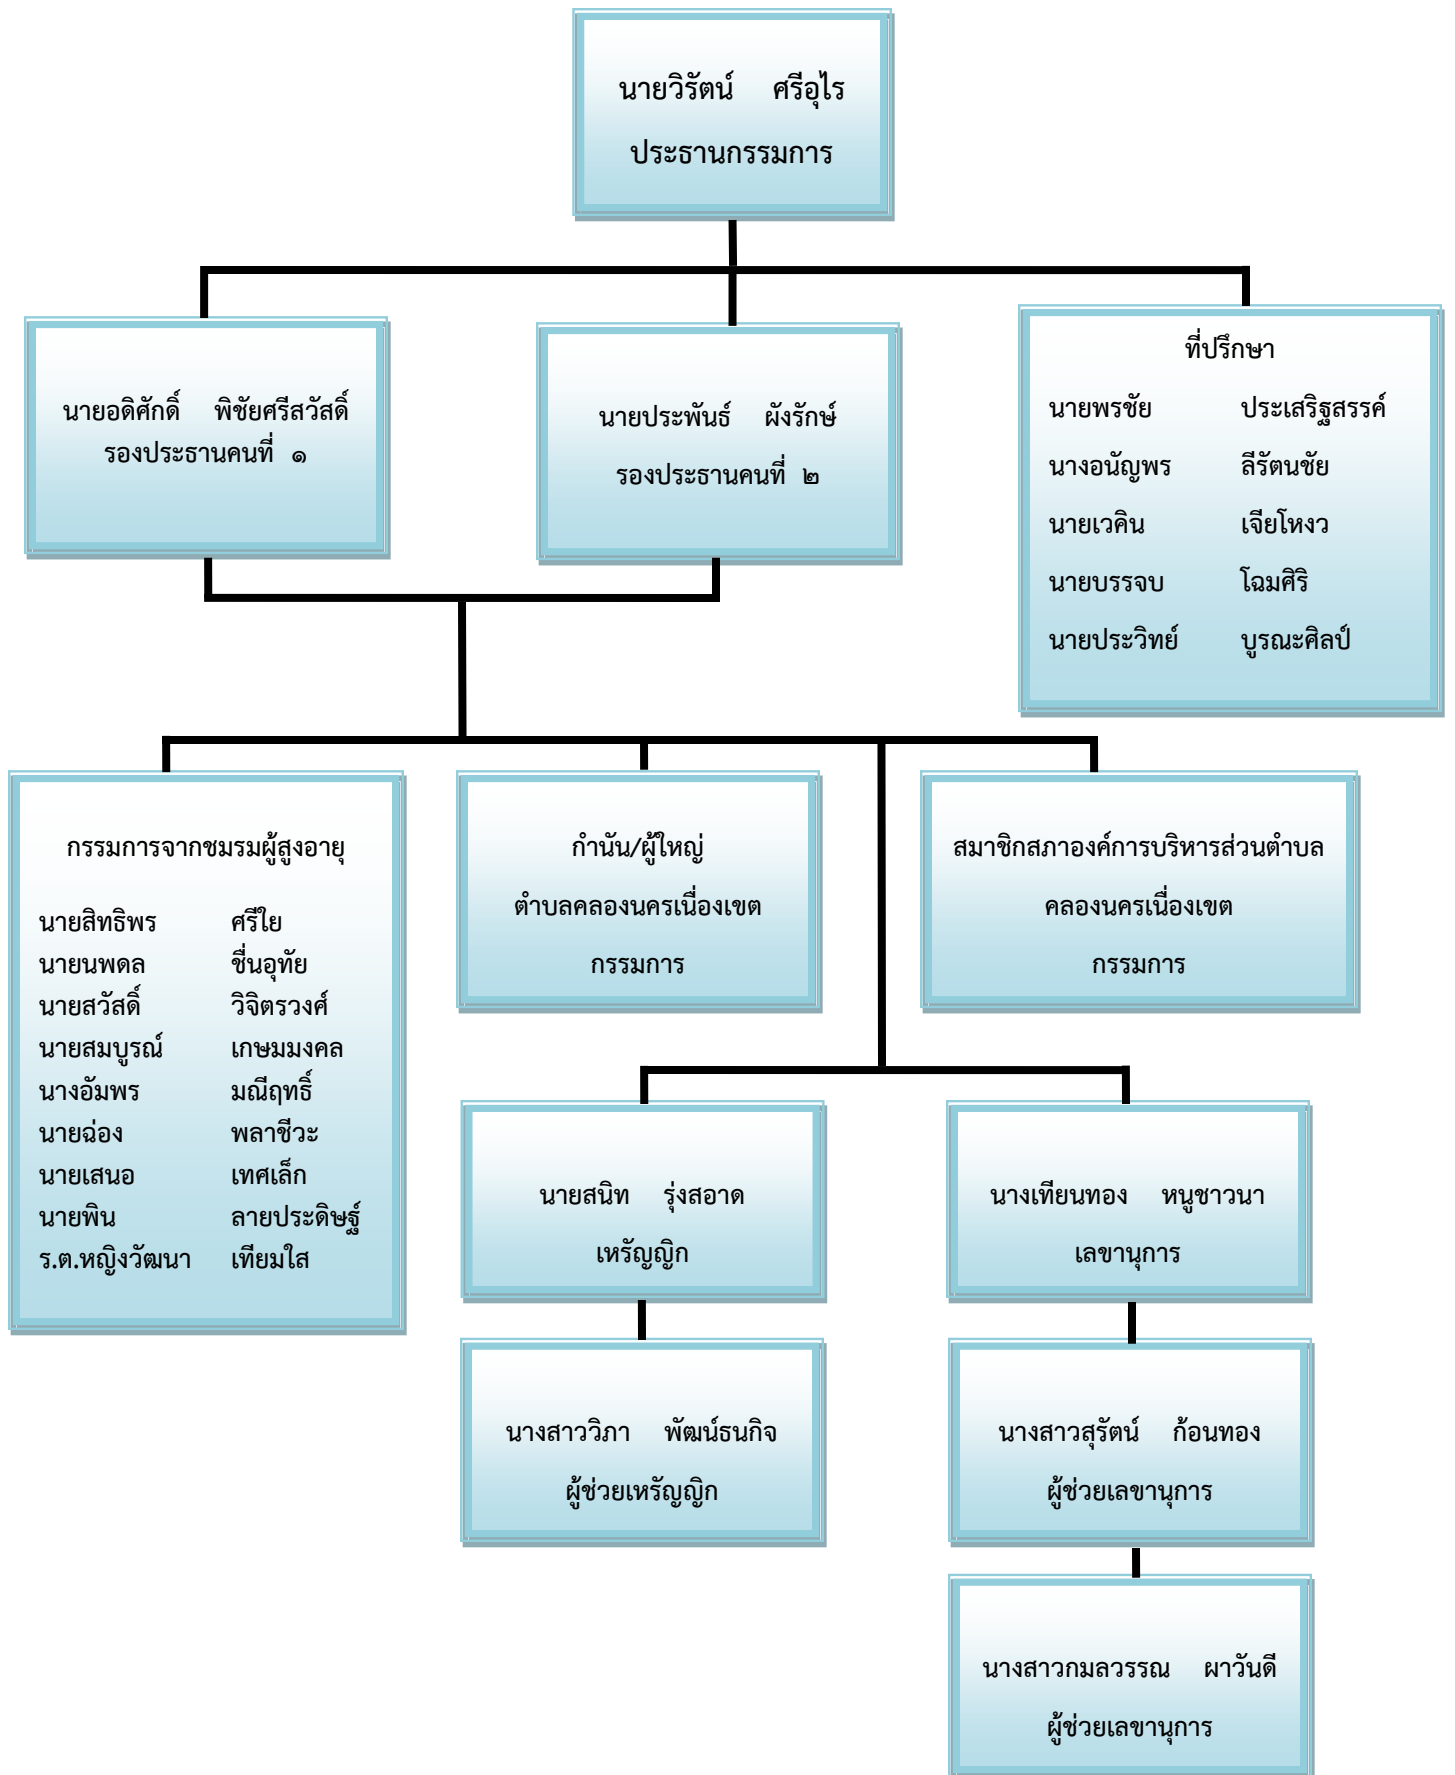 นายวิรัตน์ ศรีอุไร
ประธานกรรมการ
นายอดิศักดิ์ พิชัยศรีสวัสดิ์
รองประธานคนที่ ๑
นายประพันธ์ ผังรักษ์
รองประธานคนที่ ๒
ที่ปรึกษา
นายพรชัย ประเสริฐสรรค์
นางอนัญพร ลีรัตนชัย
นายเวคิน เจียโหงว
นายบรรจบ โฉมศิริ
นายประวิทย์ บูรณะศิลป์
กรรมการจากชมรมผู้สูงอายุ
นายสิทธิพร ศรีใย
นายนพดล ชื่นอุทัย
นายสวัสดิ์ วิจิตรวงศ์
นายสมบูรณ์ เกษมมงคล
นางอัมพร มณีฤทธิ์
นายฉ่อง พลาชีวะ
นายเสนอ เทศเล็ก
นายพิน ลายประดิษฐ์
ร.ต.หญิงวัฒนา เทียมใส
กำนัน/ผู้ใหญ่
ตำบลคลองนครเนื่องเขต
กรรมการ
สมาชิกสภาองค์การบริหารส่วนตำบล
คลองนครเนื่องเขต
กรรมการ
นายสนิท รุ่งสอาด
เหรัญญิก
นางเทียนทอง หนูชาวนา
เลขานุการ
นางสาววิภา พัฒน์ธนกิจ
ผู้ช่วยเหรัญญิก
นางสาวสุรัตน์ ก้อนทอง
ผู้ช่วยเลขานุการ
นางสาวกมลวรรณ ผาวันดี
ผู้ช่วยเลขานุการ